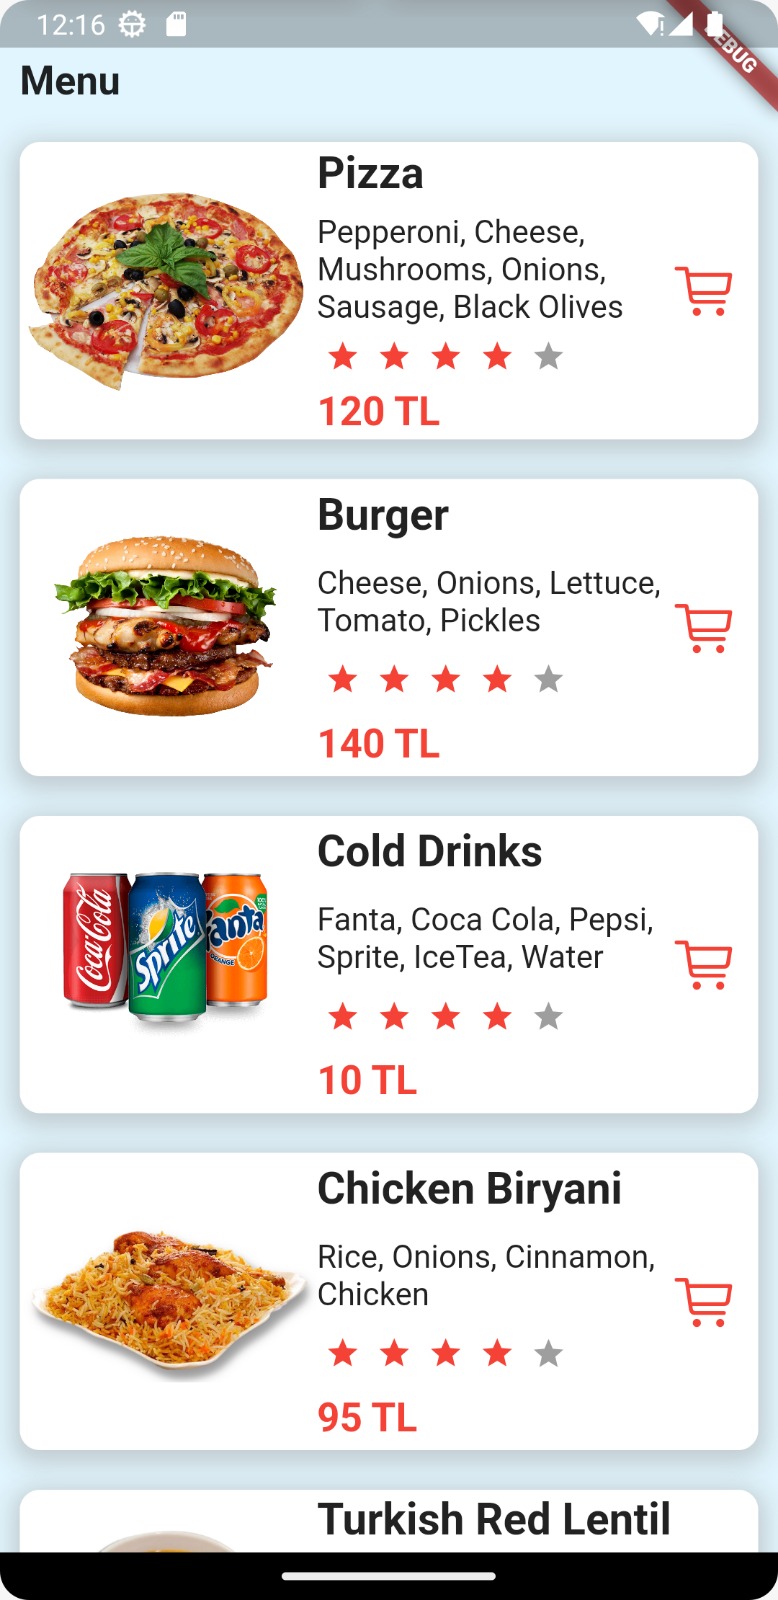 12:16
DEBUG
Menu
Pizza
Pepperoni, Cheese,
Mushrooms, Onions,
Sausage, Black Olives
120 TL
Burger
Cheese, Onions, Lettuce,
Tomato, Pickles
140 TL
Cold Drinks
Fanta, Coca Cola, Pepsi,
Sprite, IceTea, Water
10 TL
Coca-Cola
Sprite
Fanta
ORANGE
Chicken Biryani
Rice, Onions, Cinnamon,
Chicken
95 TL
Turkish Red Lentil